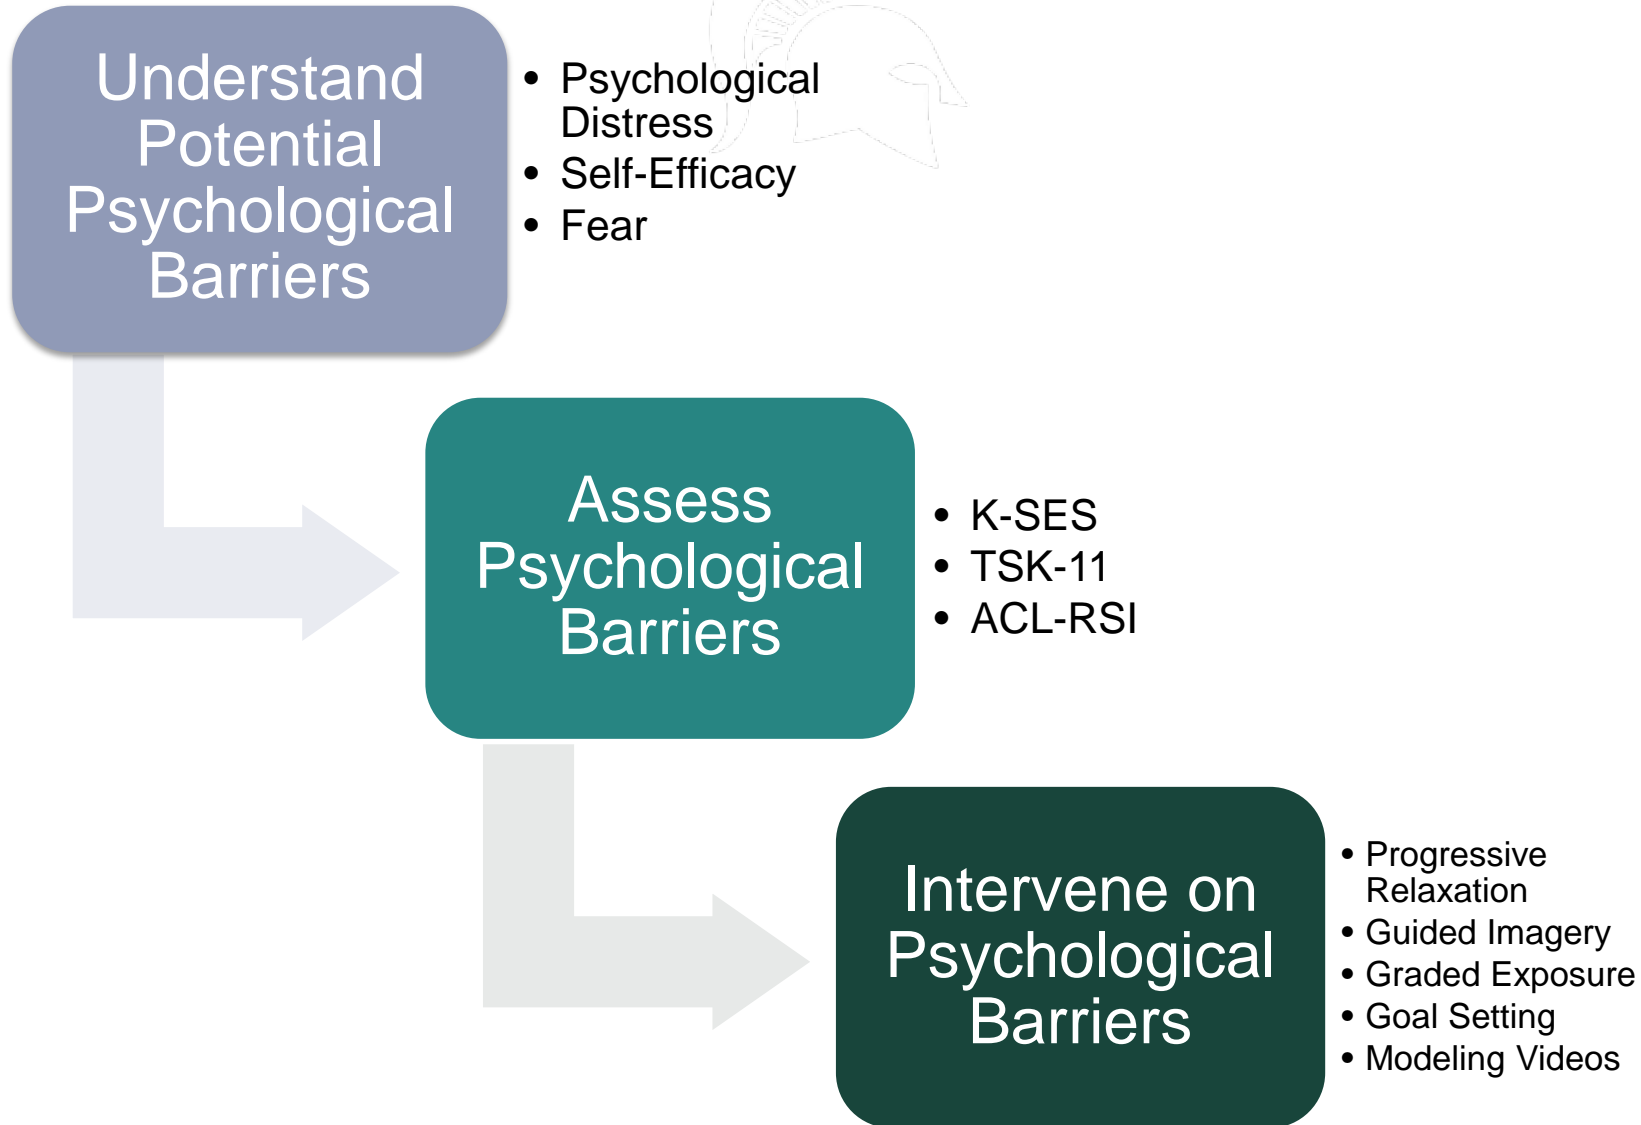 Understand
Potential
Psychological
Barriers
• Psychological
Distress
• Self-Efficacy
• Fear
Assess
Psychological
Barriers
• K-SES
• TSK-11
• ACL-RSI
Intervene on
Psychological
Barriers
• Progressive
Relaxation
• Guided Imagery
• Graded Exposure
• Goal Setting
• Modeling Videos